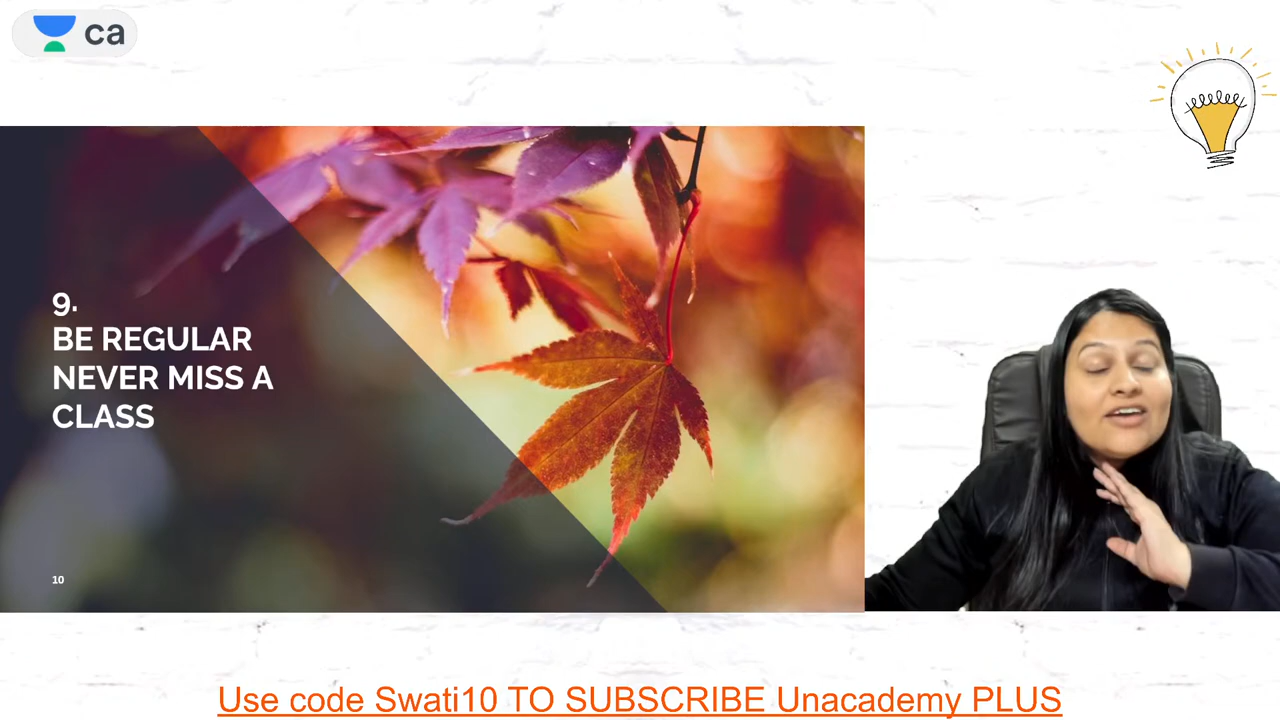 ca
9.
BE REGULAR
NEVER MISS A
CLASS
10
Use code Swati10 TO SUBSCRIBE Unacademy PLUS